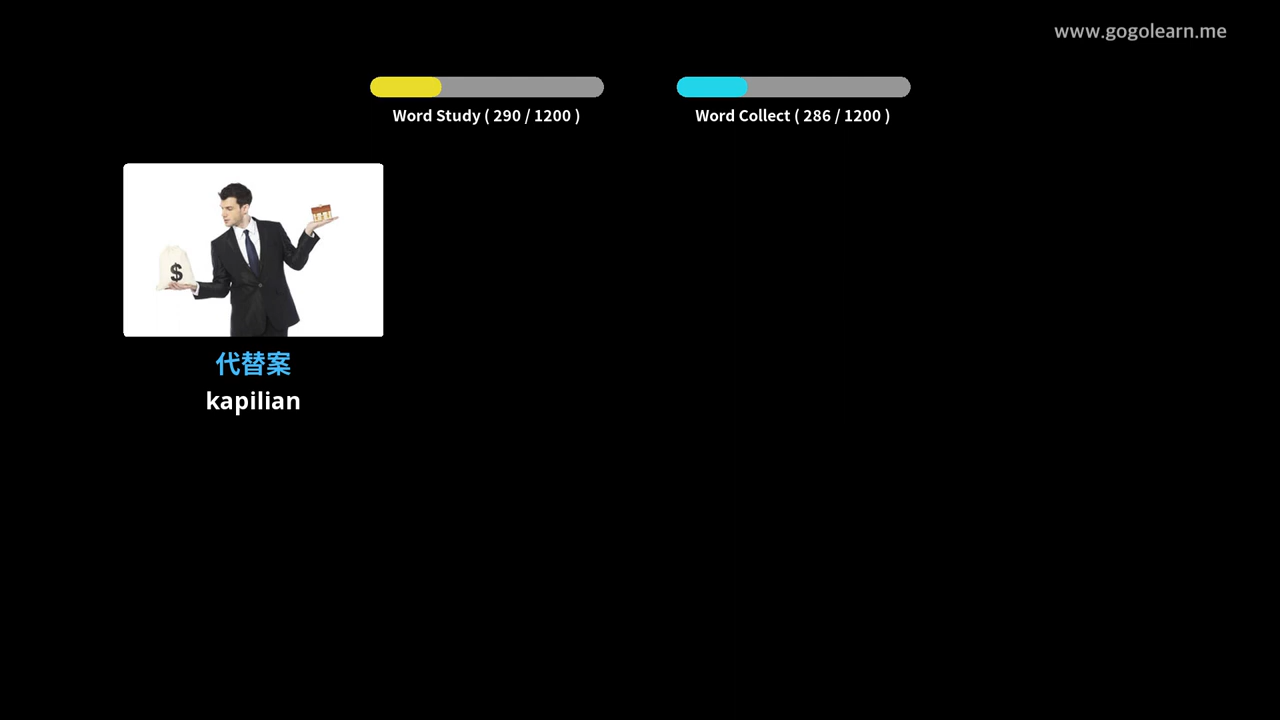 www.gogolearn.me
Word Study ( 290 / 1200 )
Word Collect ( 286 / 1200 )
$
代替案
kapilian